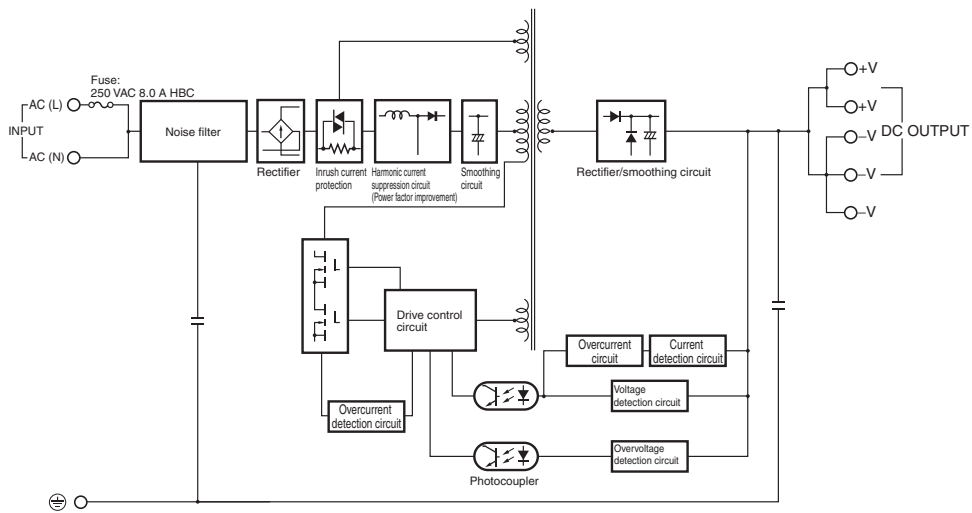 Fuse:
250 VAC 8.0 A HBC
AC (L)
INPUT
AC (N)
Noise filter
Rectifier
Inrush current
protection
Harmonic current
suppression circuit
(Power factor improvement)
Smoothing
circuit
Rectifier/smoothing circuit
+V
+V
−V
DC OUTPUT
−V
−V
Drive control
circuit
Overcurrent
detection circuit
Overcurrent
circuit
Current
detection circuit
Voltage
detection circuit
Overvoltage
detection circuit
Photocoupler